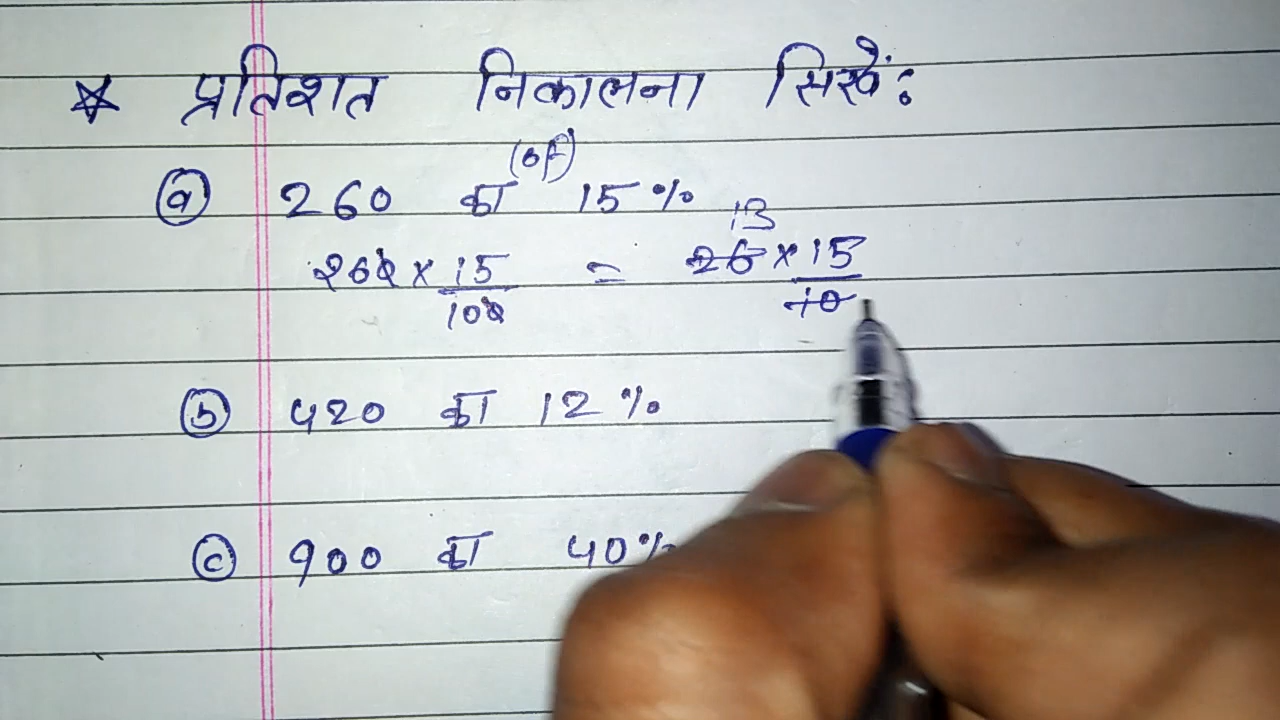 ☆ प्रतिशत निकालना सिखें:
(of)
(a) 260 का 15%
13
260 × 15/100 = 26 × 15/10
(b) 420 का 12%
(c) 900 का 40%